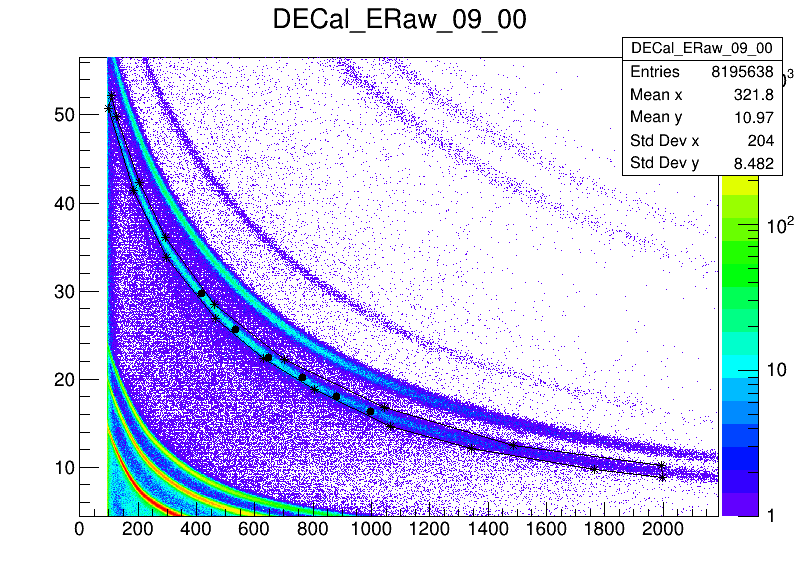 DECal_ERaw_09_00
DECal_ERaw_09_00
Entries 8195638
Mean x 321.8
Mean y 10.97
Std Dev x 204
Std Dev y 8.482
50
40
30
20
10
0 200 400 600 800 1000 1200 1400 1600 1800 2000
10²
10
1